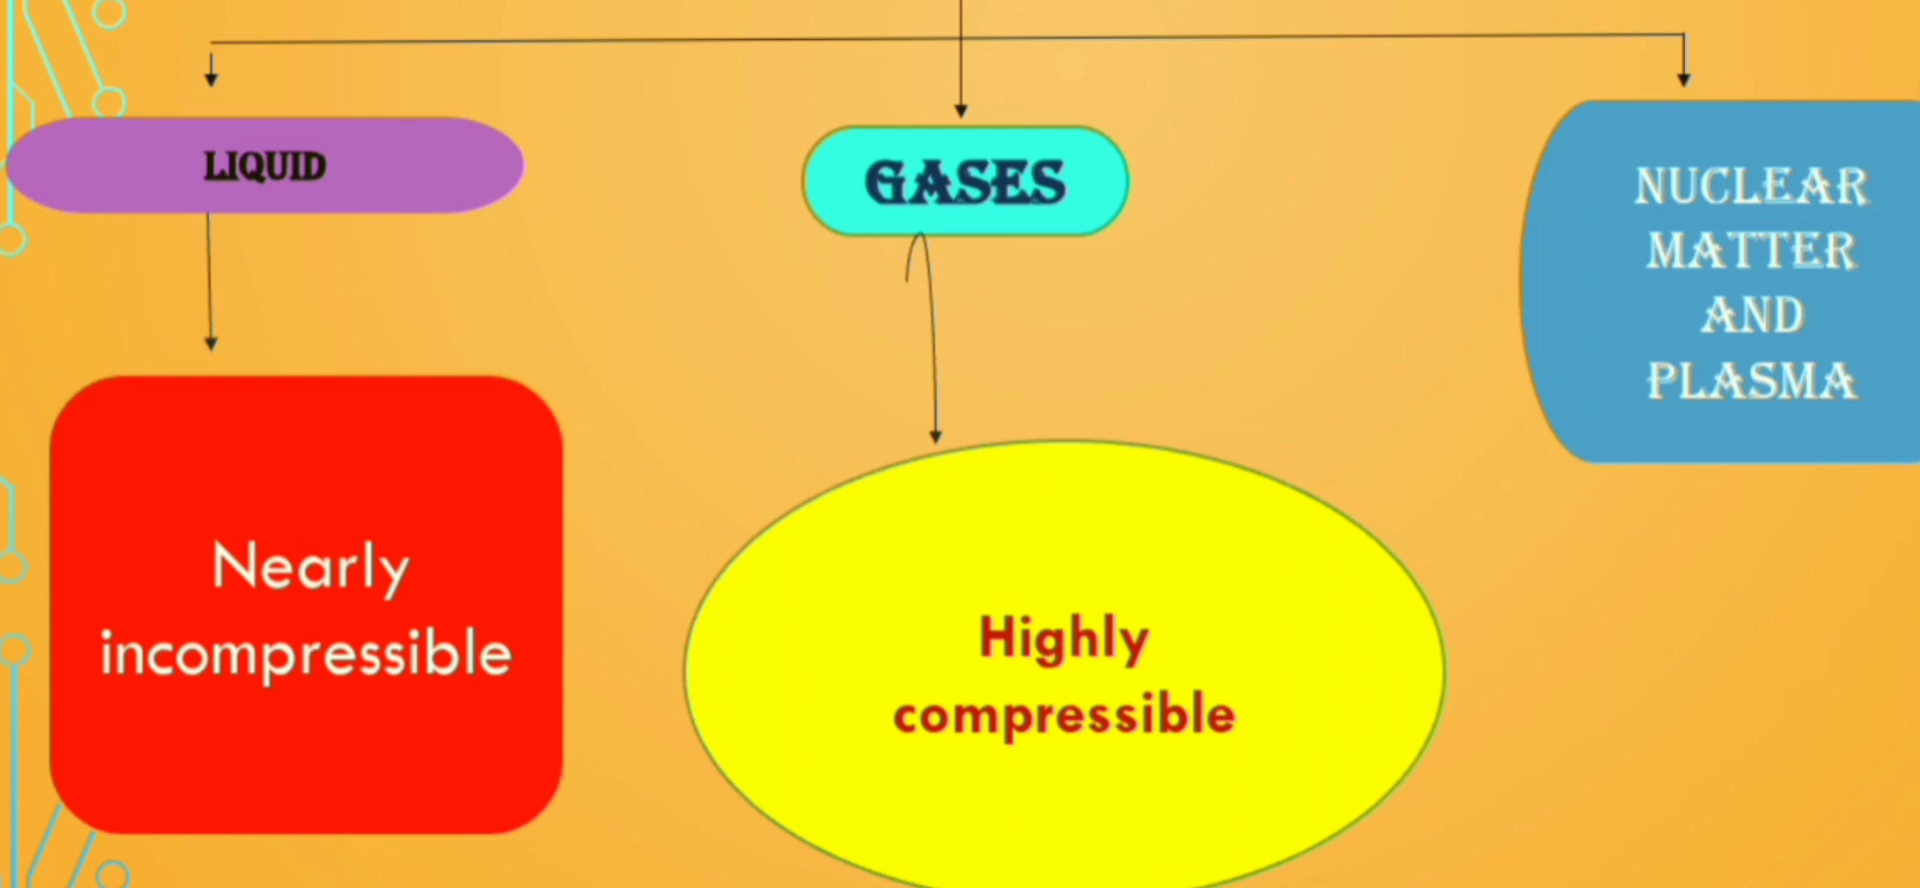 LIQUID
GASES
NUCLEAR
MATTER
AND
PLASMA
Nearly
incompressible
Highly
compressible